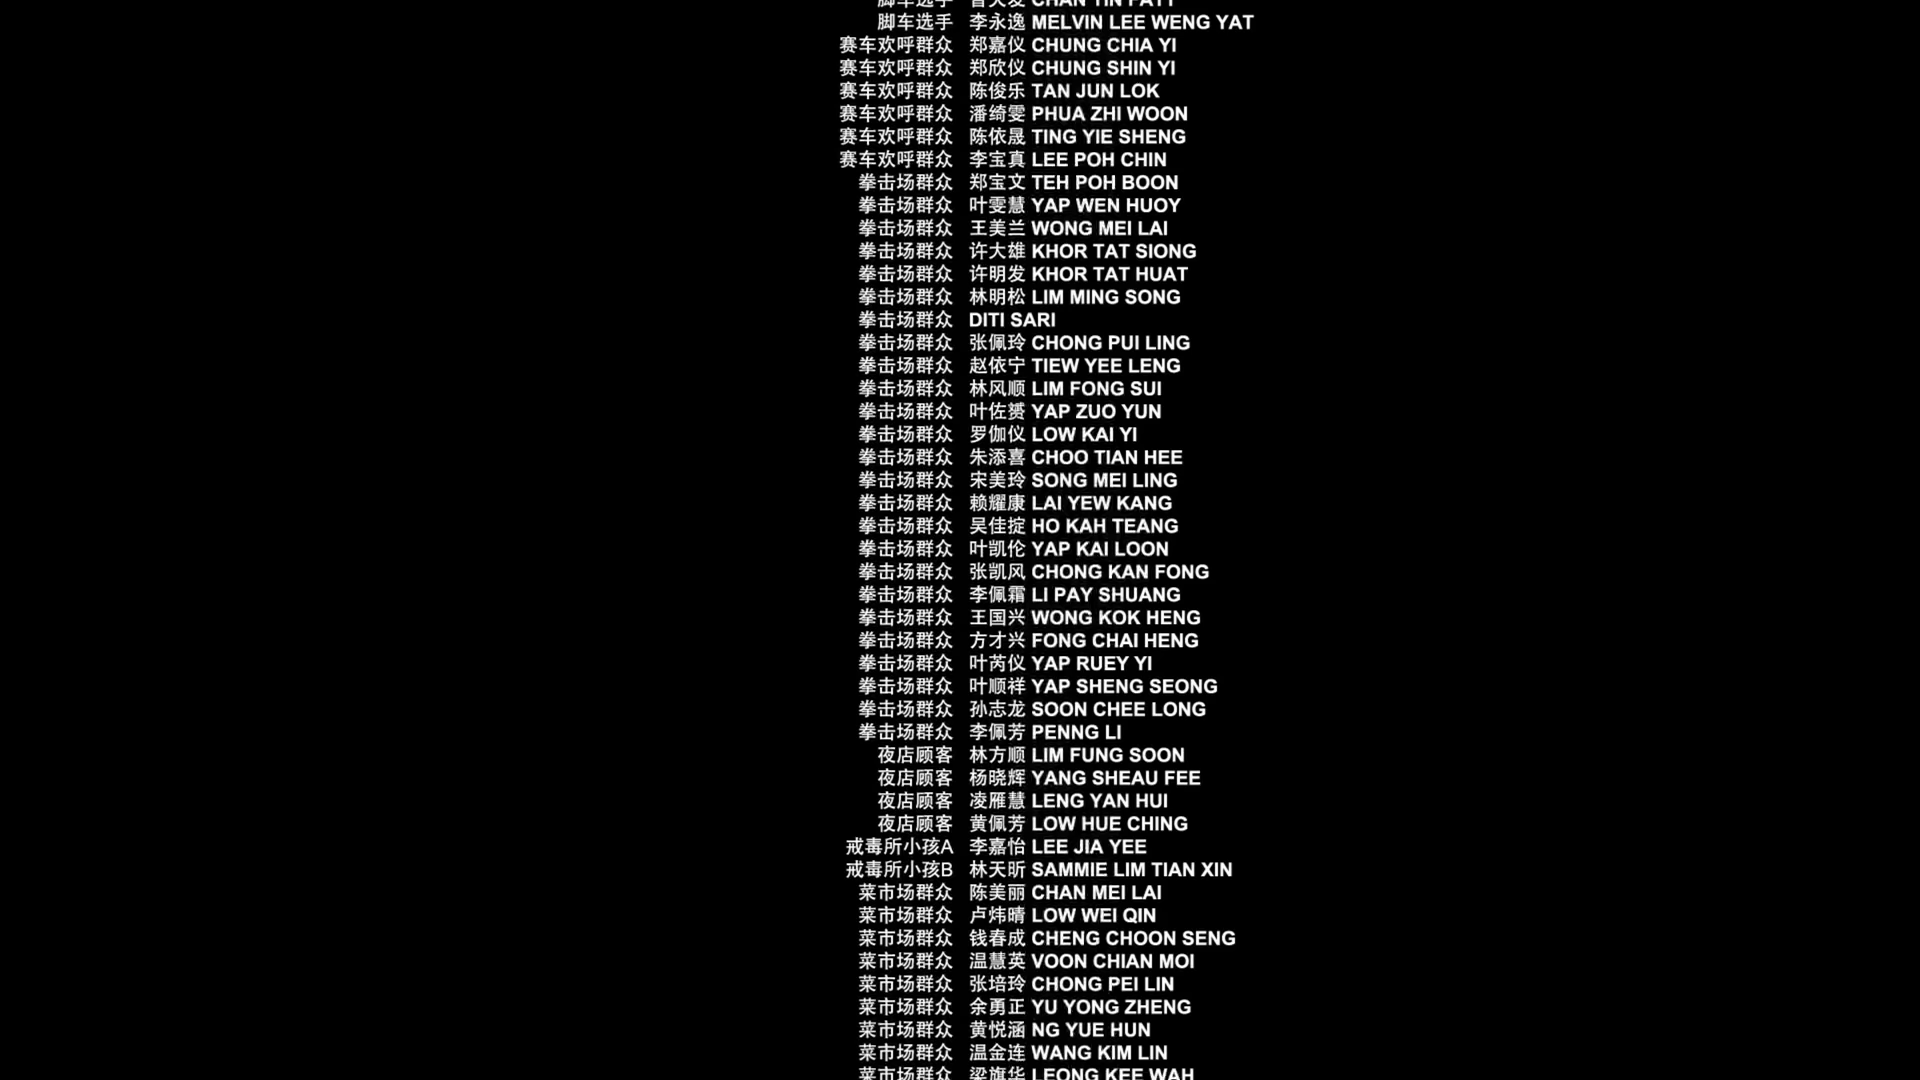 脚车选手 李永逸 MELVIN LEE WENG YAT
赛车欢呼群众 郑嘉仪 CHUNG CHIA YI
赛车欢呼群众 郑欣仪 CHUNG SHIN YI
赛车欢呼群众 陈俊乐 TAN JUN LOK
赛车欢呼群众 潘绮雯 PHUA ZHI WOON
赛车欢呼群众 陈依晟 TING YIE SHENG
赛车欢呼群众 李宝真 LEE POH CHIN
拳击场群众 郑宝文 TEH POH BOON
拳击场群众 叶雯慧 YAP WEN HUOY
拳击场群众 王美兰 WONG MEI LAI
拳击场群众 许大雄 KHOR TAT SIONG
拳击场群众 许明发 KHOR TAT HUAT
拳击场群众 林明松 LIM MING SONG
拳击场群众 DITI SARI
拳击场群众 张佩玲 CHONG PUI LING
拳击场群众 赵依宁 TIEW YEE LENG
拳击场群众 林风顺 LIM FONG SUI
拳击场群众 叶佐赟 YAP ZUO YUN
拳击场群众 罗伽仪 LOW KAI YI
拳击场群众 朱添喜 CHOO TIAN HEE
拳击场群众 宋美玲 SONG MEI LING
拳击场群众 赖耀康 LAI YEW KANG
拳击场群众 吴佳掟 HO KAH TEANG
拳击场群众 叶凯伦 YAP KAI LOON
拳击场群众 张凯风 CHONG KAN FONG
拳击场群众 李佩霜 LI PAY SHUANG
拳击场群众 王国兴 WONG KOK HENG
拳击场群众 方才兴 FONG CHAI HENG
拳击场群众 叶芮仪 YAP RUEY YI
拳击场群众 叶顺祥 YAP SHENG SEONG
拳击场群众 孙志龙 SOON CHEE LONG
拳击场群众 李佩芳 PENNG LI
夜店顾客 林方顺 LIM FUNG SOON
夜店顾客 杨晓辉 YANG SHEAU FEE
夜店顾客 凌雁慧 LENG YAN HUI
夜店顾客 黄佩芳 LOW HUE CHING
戒毒所小孩A 李嘉怡 LEE JIA YEE
戒毒所小孩B 林天昕 SAMMIE LIM TIAN XIN
菜市场群众 陈美丽 CHAN MEI LAI
菜市场群众 卢炜晴 LOW WEI QIN
菜市场群众 钱春成 CHENG CHOON SENG
菜市场群众 温慧英 VOON CHIAN MOI
菜市场群众 张培玲 CHONG PEI LIN
菜市场群众 余勇正 YU YONG ZHENG
菜市场群众 黄悦涵 NG YUE HUN
菜市场群众 温金连 WANG KIM LIN
菜市场群众 梁旗华 LEONG KEE WAH